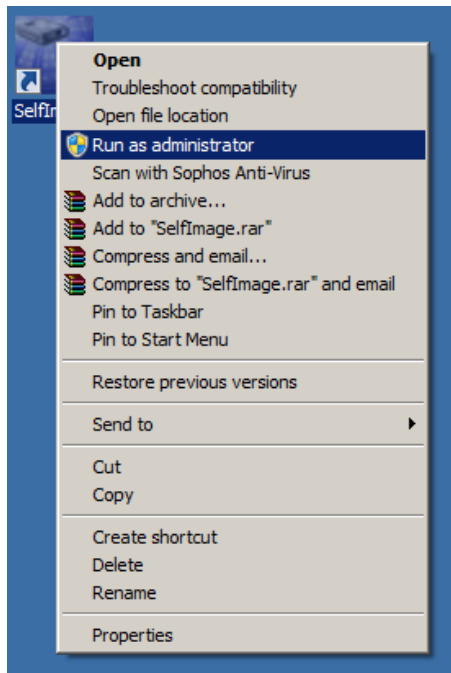 SelfIm
Open
Troubleshoot compatibility
Open file location
Run as administrator
Scan with Sophos Anti-Virus
Add to archive...
Add to "SelfImage.rar"
Compress and email...
Compress to "SelfImage.rar" and email
Pin to Taskbar
Pin to Start Menu
Restore previous versions
Send to
Cut
Copy
Create shortcut
Delete
Rename
Properties